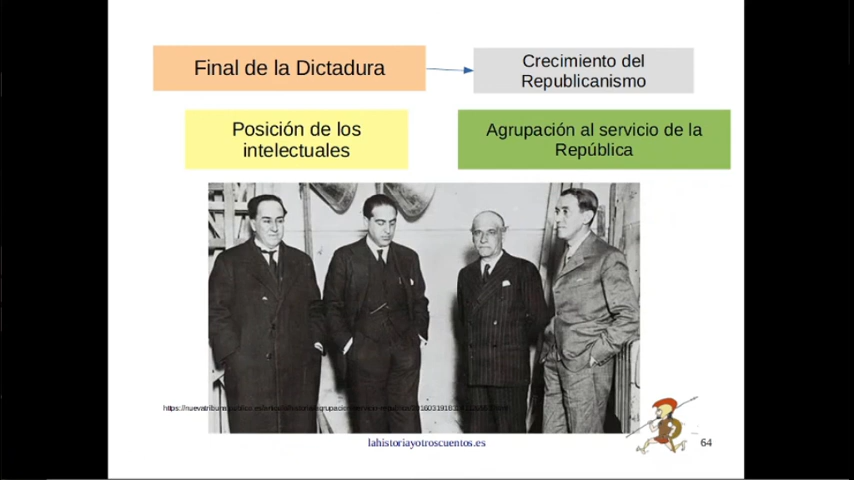 Final de la Dictadura
Crecimiento del
Republicanismo
Posición de los
intelectuales
Agrupación al servicio de la
República
lahistoriayotroscuentos.es
64